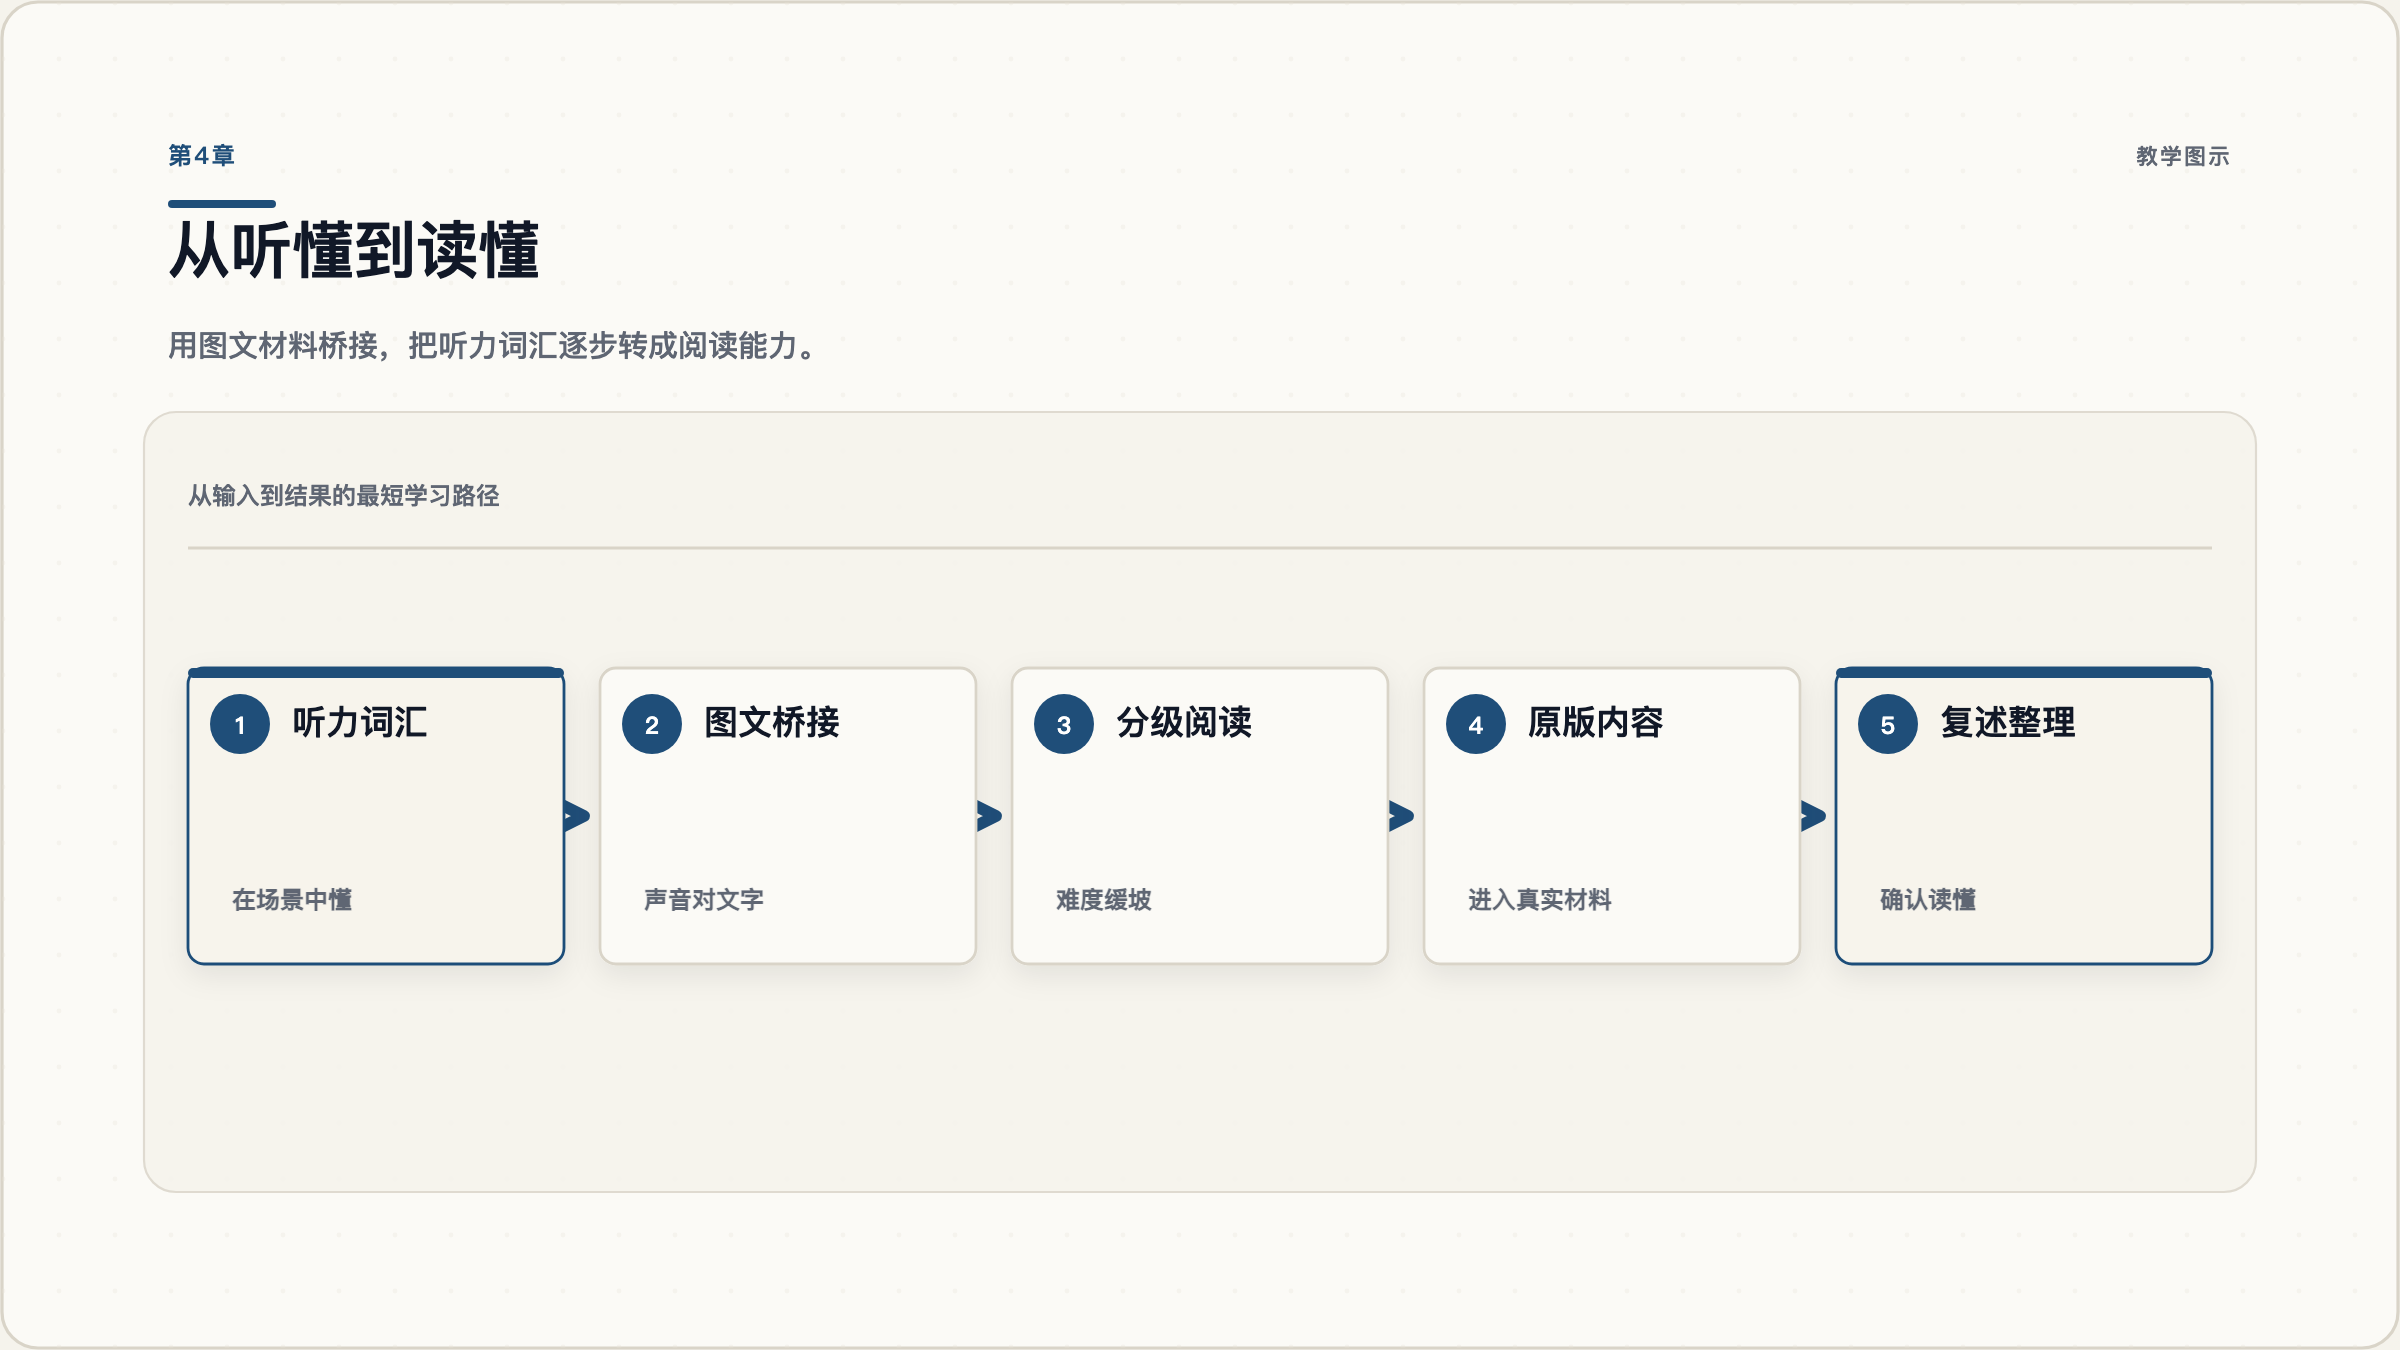 第4章
教学图示
从听懂到读懂
用图文材料桥接，把听力词汇逐步转成阅读能力。
从输入到结果的最短学习路径
1 听力词汇
在场景中懂
2 图文桥接
声音对文字
3 分级阅读
难度缓坡
4 原版内容
进入真实材料
5 复述整理
确认读懂